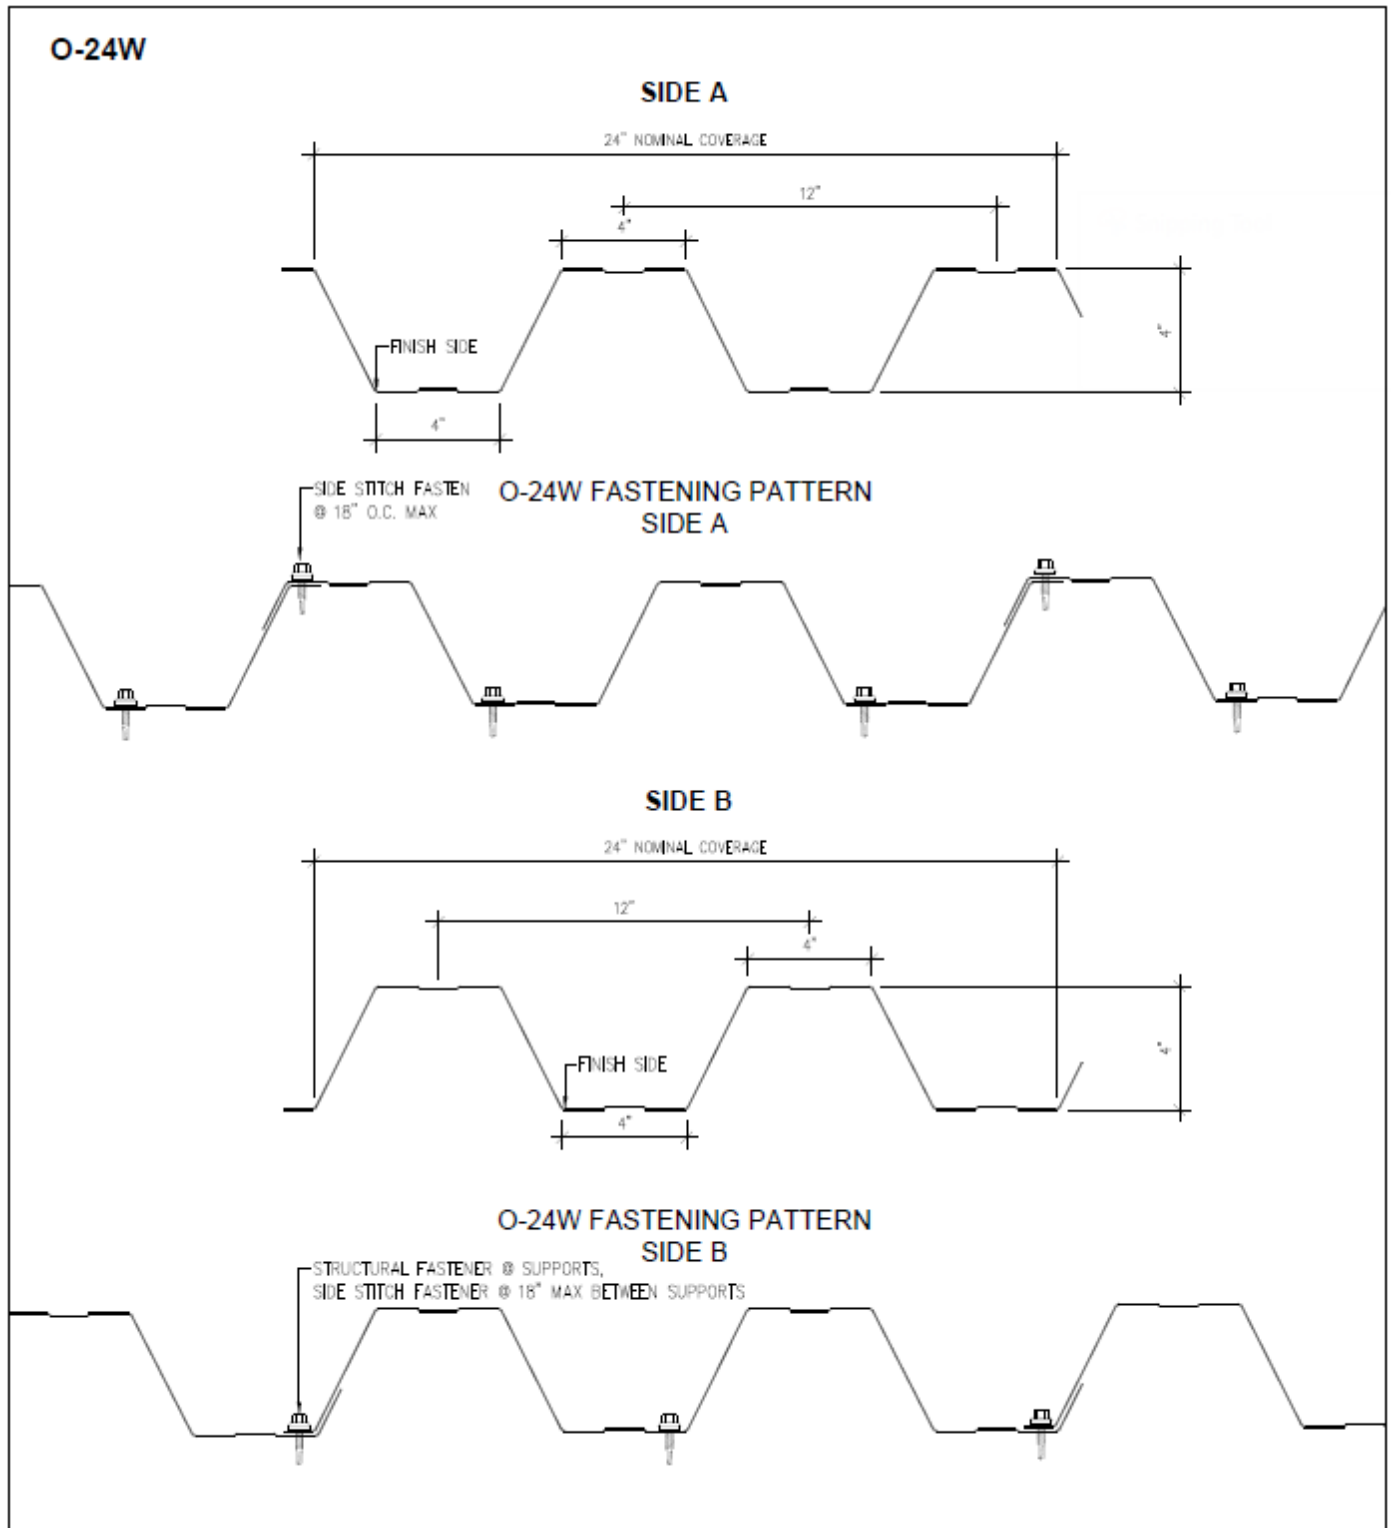 O-24W
SIDE A
24" NOMINAL COVERAGE
12"
4"
4"
FINISH SIDE
4"
SIDE STITCH FASTEN
@ 18" O.C. MAX
O-24W FASTENING PATTERN
SIDE A
SIDE B
24" NOMINAL COVERAGE
12"
4"
4"
FINISH SIDE
4"
O-24W FASTENING PATTERN
SIDE B
STRUCTURAL FASTENER @ SUPPORTS,
SIDE STITCH FASTENER @ 18" MAX BETWEEN SUPPORTS